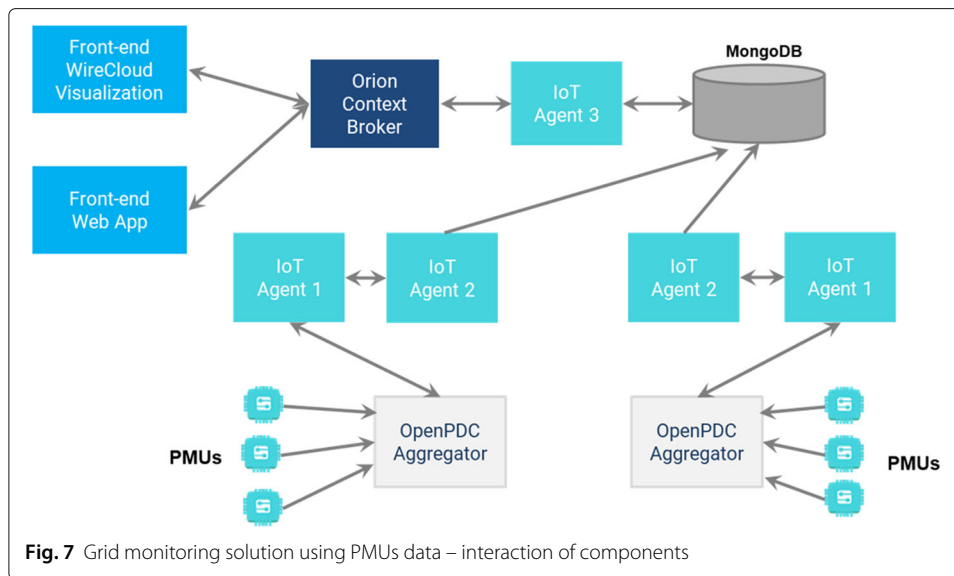 Front-end
WireCloud
Visualization
Orion
Context
Broker
IoT
Agent 3
MongoDB
Front-end
Web App
IoT
Agent 1
IoT
Agent 2
IoT
Agent 2
IoT
Agent 1
PMUs
OpenPDC
Aggregator
OpenPDC
Aggregator
PMUs
Fig. 7 Grid monitoring solution using PMUs data – interaction of components